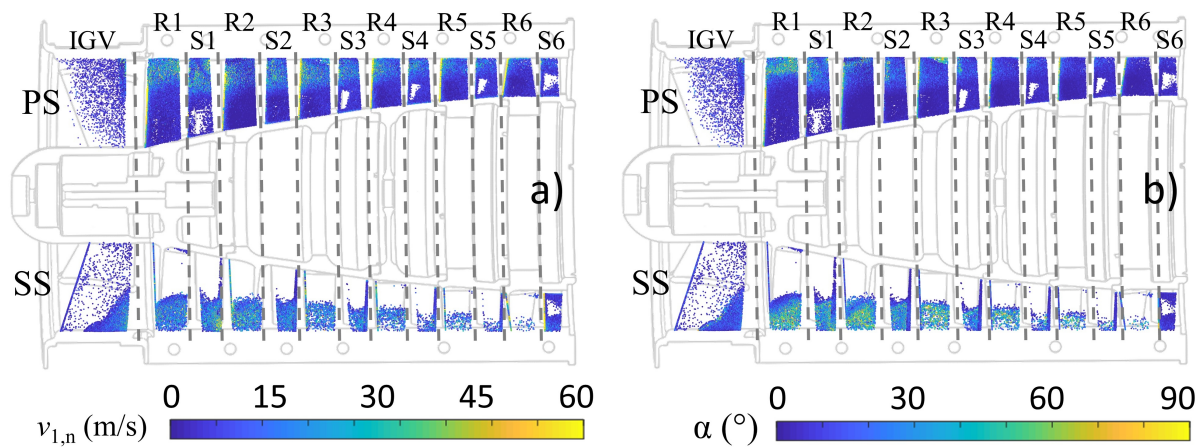 R1 R2 R3 R4 R5 R6
IGV S1 S2 S3 S4 S5 S6
PS
a)
SS
0 15 30 45 60
v1,n (m/s)
R1 R2 R3 R4 R5 R6
IGV S1 S2 S3 S4 S5 S6
PS
b)
SS
0 30 60 90
α (°)